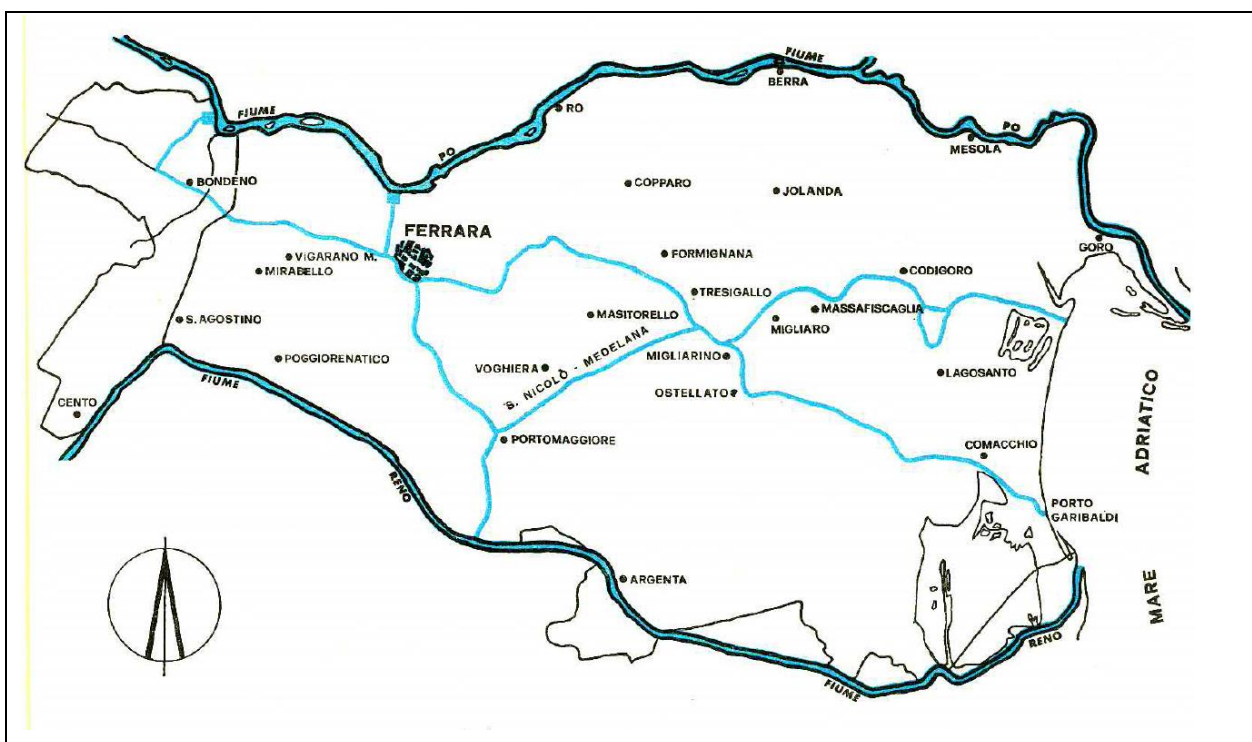 FIUME
BERRA
FIUME
RO
PO
MESOLA
PO
BONDENO
COPPARO
JOLANDA
FERRARA
GORO
VIGARANO M.
MIRABELLO
FORMIGNANA
CODIGORO
TRESIGALLO
S. AGOSTINO
MASITORELLO
MIGLIARO
MASSAFISCAGLIA
POGGIORENATICO
VOGHIERA
S. NICOLÒ - MEDELANA
MIGLIARINO
LAGOSANTO
FIUME
OSTELLATO
CENTO
PORTOMAGGIORE
COMACCHIO
ADRIATICO
RENO
PORTO
GARIBALDI
ARGENTA
MARE
RENO
FIUME